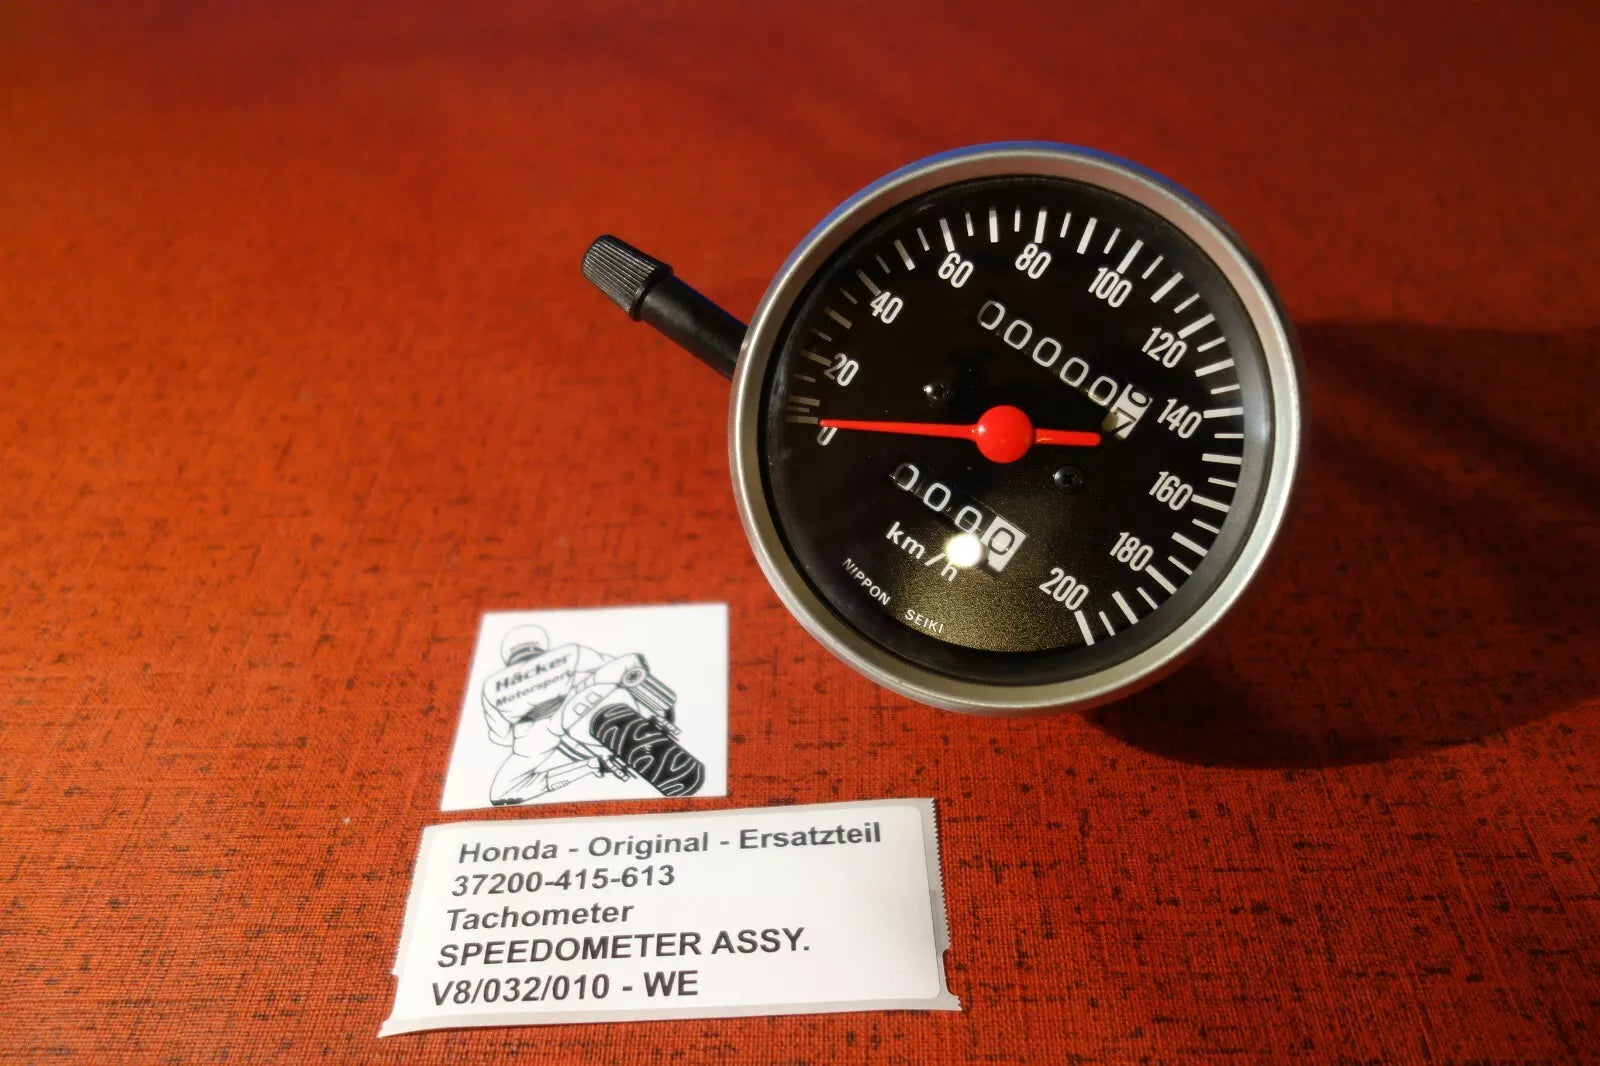 0
20
40
60
80
100
120
140
160
180
200
00000
0000
km/h
NIPPON SEIKI
Häcker
Motorsport
Honda - Original - Ersatzteil
37200-415-613
Tachometer
SPEEDOMETER ASSY.
V8/032/010 - WE